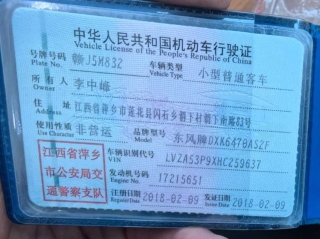 中华人民共和国机动车行驶证
Vehicle License of the People's Republic of China
号牌号码 赣J5M832 车辆类型 小型普通客车
Plate No. Vehicle Type
所有人 李中峰
Owner
住址 江西省萍乡市莲花县闪石乡
Address
使用性质 非营运 品牌型号 东风牌DXK6470ASZF
Use Character Model
江西省萍乡
市公安局交
通警察支队
车辆识别代号 LVZA53P9XHC259637
VIN
发动机号码 17215651
Engine No.
注册日期 2018-02-09 发证日期 2018-02-09
Register Date Issue Date